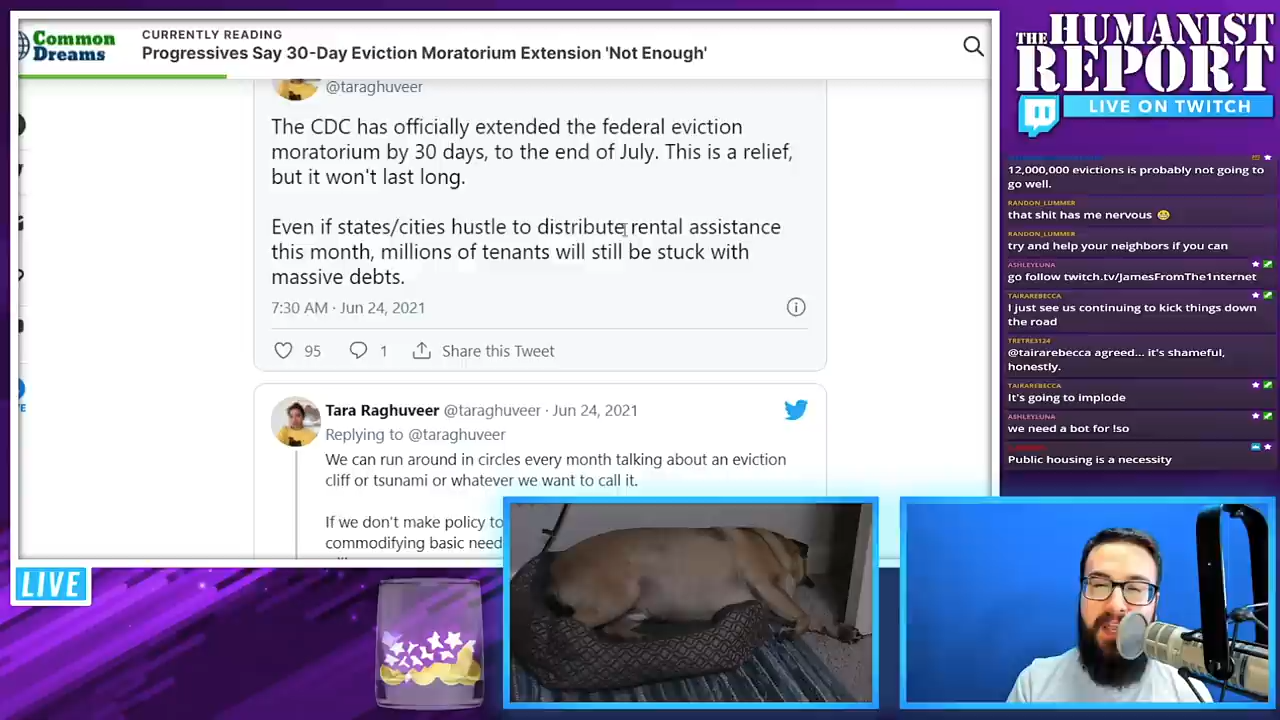 Common
Dreams
CURRENTLY READING
Progressives Say 30-Day Eviction Moratorium Extension 'Not Enough'
@taraghuveer
The CDC has officially extended the federal eviction
moratorium by 30 days, to the end of July. This is a relief,
but it won't last long.
Even if states/cities hustle to distribute rental assistance
this month, millions of tenants will still be stuck with
massive debts.
7:30 AM · Jun 24, 2021
95
1
Share this Tweet
Tara Raghuveer @taraghuveer · Jun 24, 2021
Replying to @taraghuveer
We can run around in circles every month talking about an eviction
cliff or tsunami or whatever we want to call it.
If we don't make policy to
commodifying basic need
THE HUMANIST
REPORT
LIVE ON TWITCH
12,000,000 evictions is probably not going to
go well.
RANDON_LUMMER
that shit has me nervous
RANDON_LUMMER
try and help your neighbors if you can
ASHLEYLUNA
go follow twitch.tv/JamesFromThe1nternet
TAIRAREBECCA
I just see us continuing to kick things down
the road
TRETRE3124
@tairarebecca agreed... it's shameful,
honestly.
TAIRAREBECCA
It's going to implode
ASHLEYLUNA
we need a bot for !so
Public housing is a necessity
LIVE